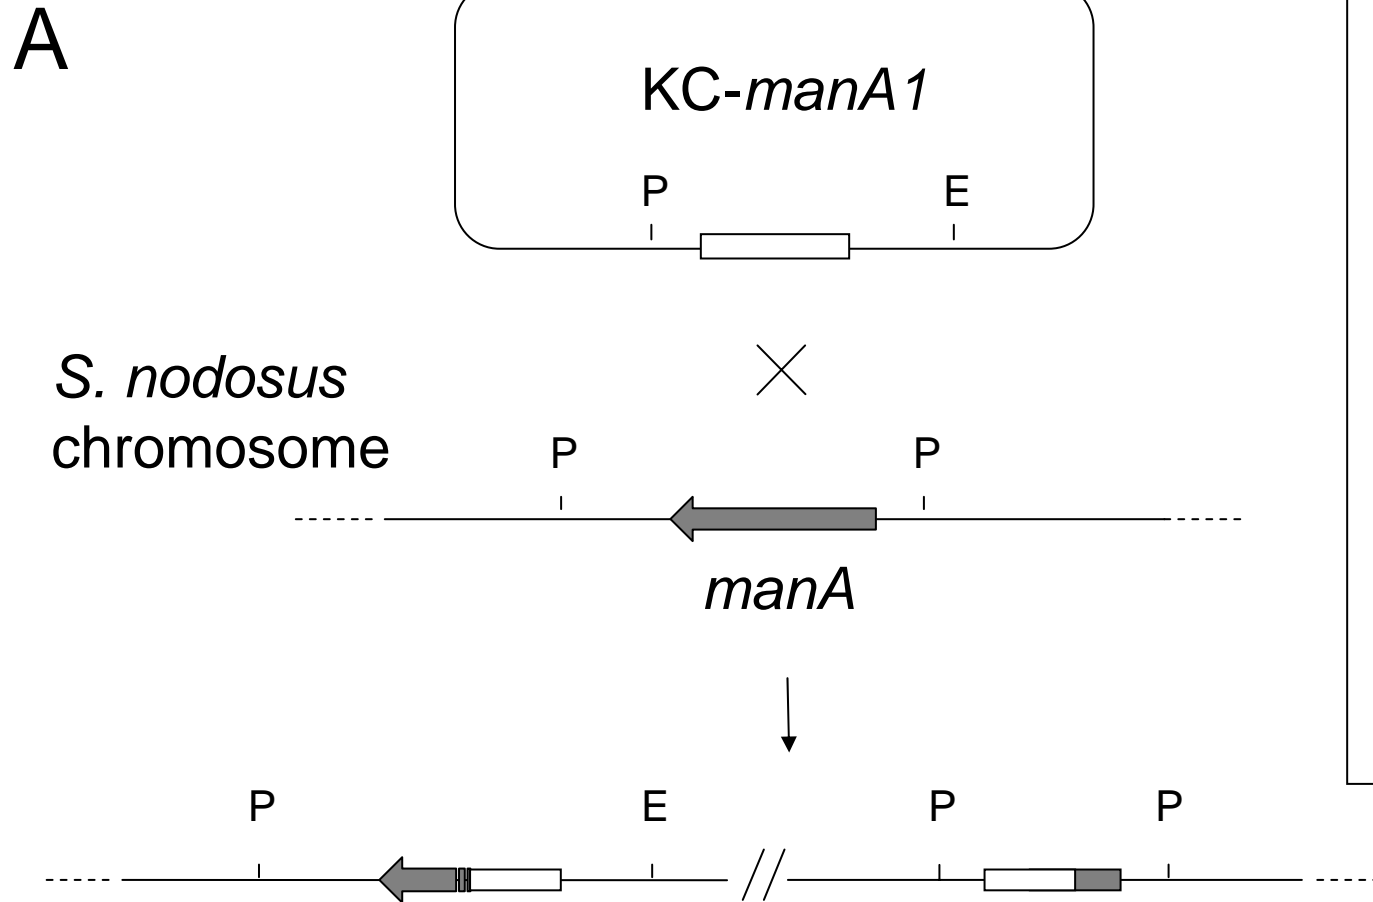 A
KC-manA1
P E
S. nodosus
chromosome
P P
manA
P E P P